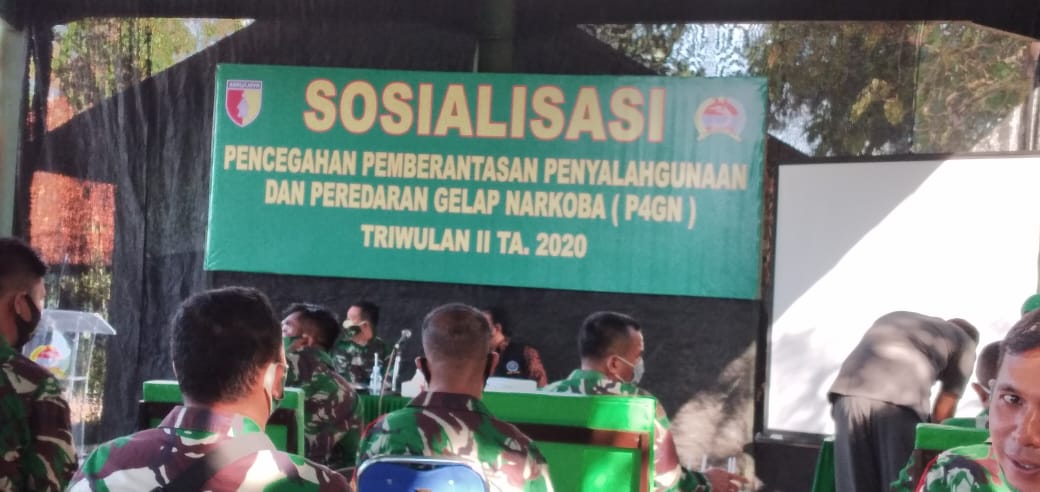 SOSIALISASI
PENCEGAHAN PEMBERANTASAN PENYALAHGUNAAN
DAN PEREDARAN GELAP NARKOBA ( P4GN )
TRIWULAN II TA. 2020